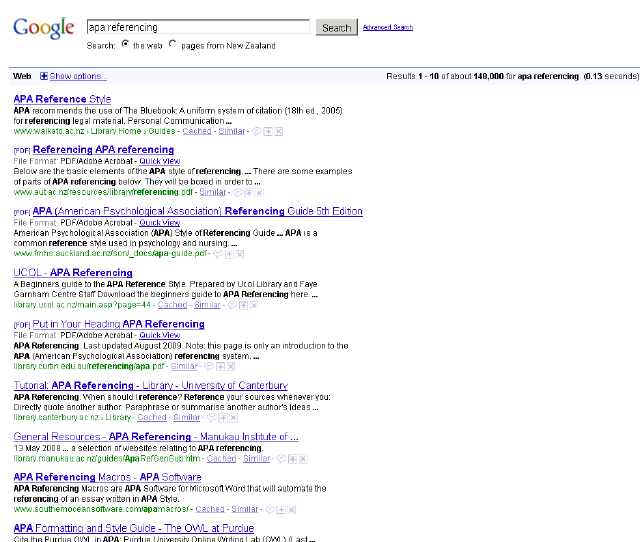 Google apa referencing Search Advanced Search
Search: the web pages from New Zealand
Web Show options... Results 1 - 10 of about 148,000 for apa referencing. (0.13 seconds)
APA Reference Style
APA recommends the use of The Bluebook: A uniform system of citation (18th ed., 2005)
for referencing legal material. Personal Communication ...
www.waikato.ac.nz › Library Home › Guides - Cached - Similar -
[PDF] Referencing APA referencing
File Format: PDF/Adobe Acrobat - Quick View
Below are the basic elements of the APA style of referencing. ... There are some examples
of parts of APA referencing below. They will be boxed in order to ...
www.aut.ac.nz/resources/library/referencing.pdf - Similar -
[PDF] APA (American Psychological Association) Referencing Guide 5th Edition
File Format: PDF/Adobe Acrobat - Quick View
American Psychological Association (APA) Style of Referencing Guide ... APA is a
common reference style used in psychology and nursing. ...
www.fmhs.auckland.ac.nz/son/_docs/apa-guide.pdf -
UCOL - APA Referencing
A Beginners guide to the APA Reference Style. Prepared by Ucol Library and Faye
Garnham Centre Staff Download the beginners guide to APA Referencing here. ...
library.ucol.ac.nz/main.asp?page=44 - Cached - Similar -
[PDF] Put in Your Heading APA Referencing
File Format: PDF/Adobe Acrobat - Quick View
APA Referencing. Last updated August 2009. Note: this page is only an introduction to the
APA (American Psychological Association) referencing system. ...
library.curtin.edu.au/referencing/apa.pdf - Similar -
Tutorial: APA Referencing - Library - University of Canterbury
APA Referencing. When should I reference? Reference your sources whenever you:
Directly quote another author. Paraphrase or summarise another author's ideas ...
library.canterbury.ac.nz › Library - Cached - Similar -
General Resources - APA Referencing - Manukau Institute of ...
13 May 2008 ... a selection of websites relating to APA referencing.
library.manukau.ac.nz/guides/ApaRefGenSub.htm - Cached - Similar -
APA Referencing Macros - APA Software
APA Referencing Macros are APA Software for Microsoft Word that will automate the
referencing of an essay written in APA Style.
www.southernoceansoftware.com/apamacros/ - Cached - Similar -
APA Formatting and Style Guide - The OWL at Purdue
Cite the Purdue OWL in APA: Purdue University Online Writing Lab (OWL) (Last ...